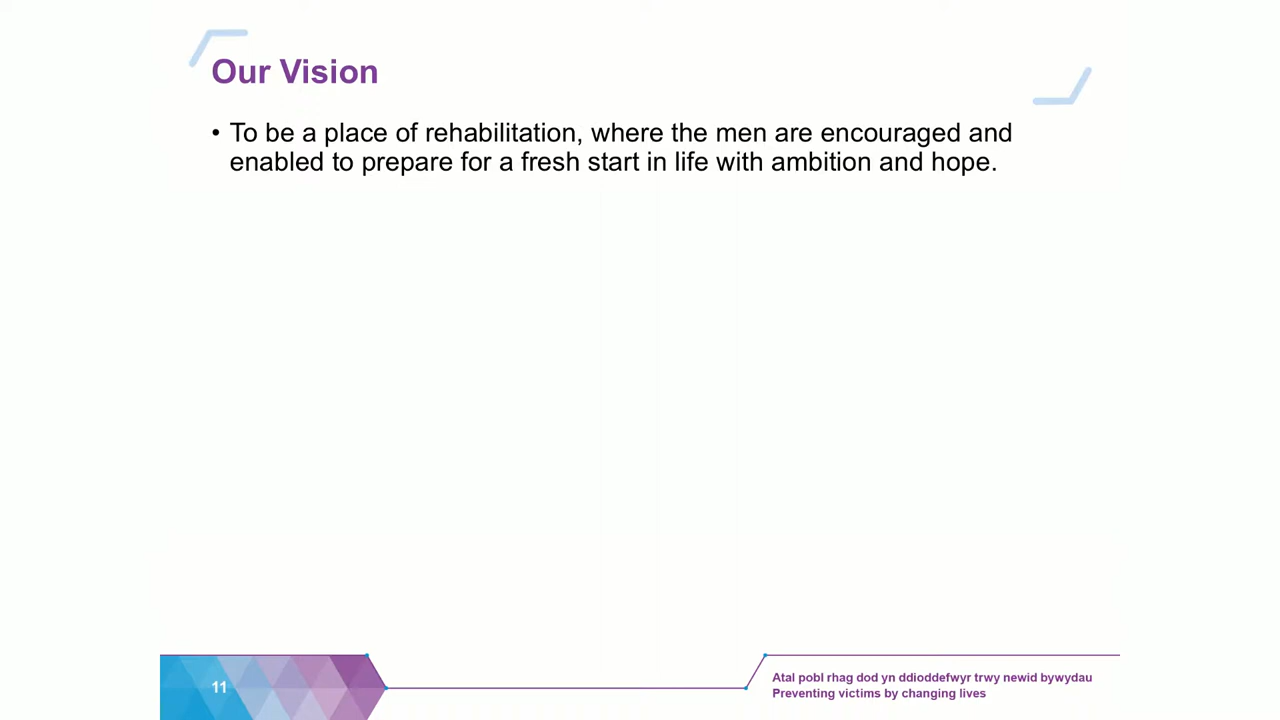 Our Vision
• To be a place of rehabilitation, where the men are encouraged and
enabled to prepare for a fresh start in life with ambition and hope.
11
Atal pobl rhag dod yn ddioddefwyr trwy newid bywydau
Preventing victims by changing lives